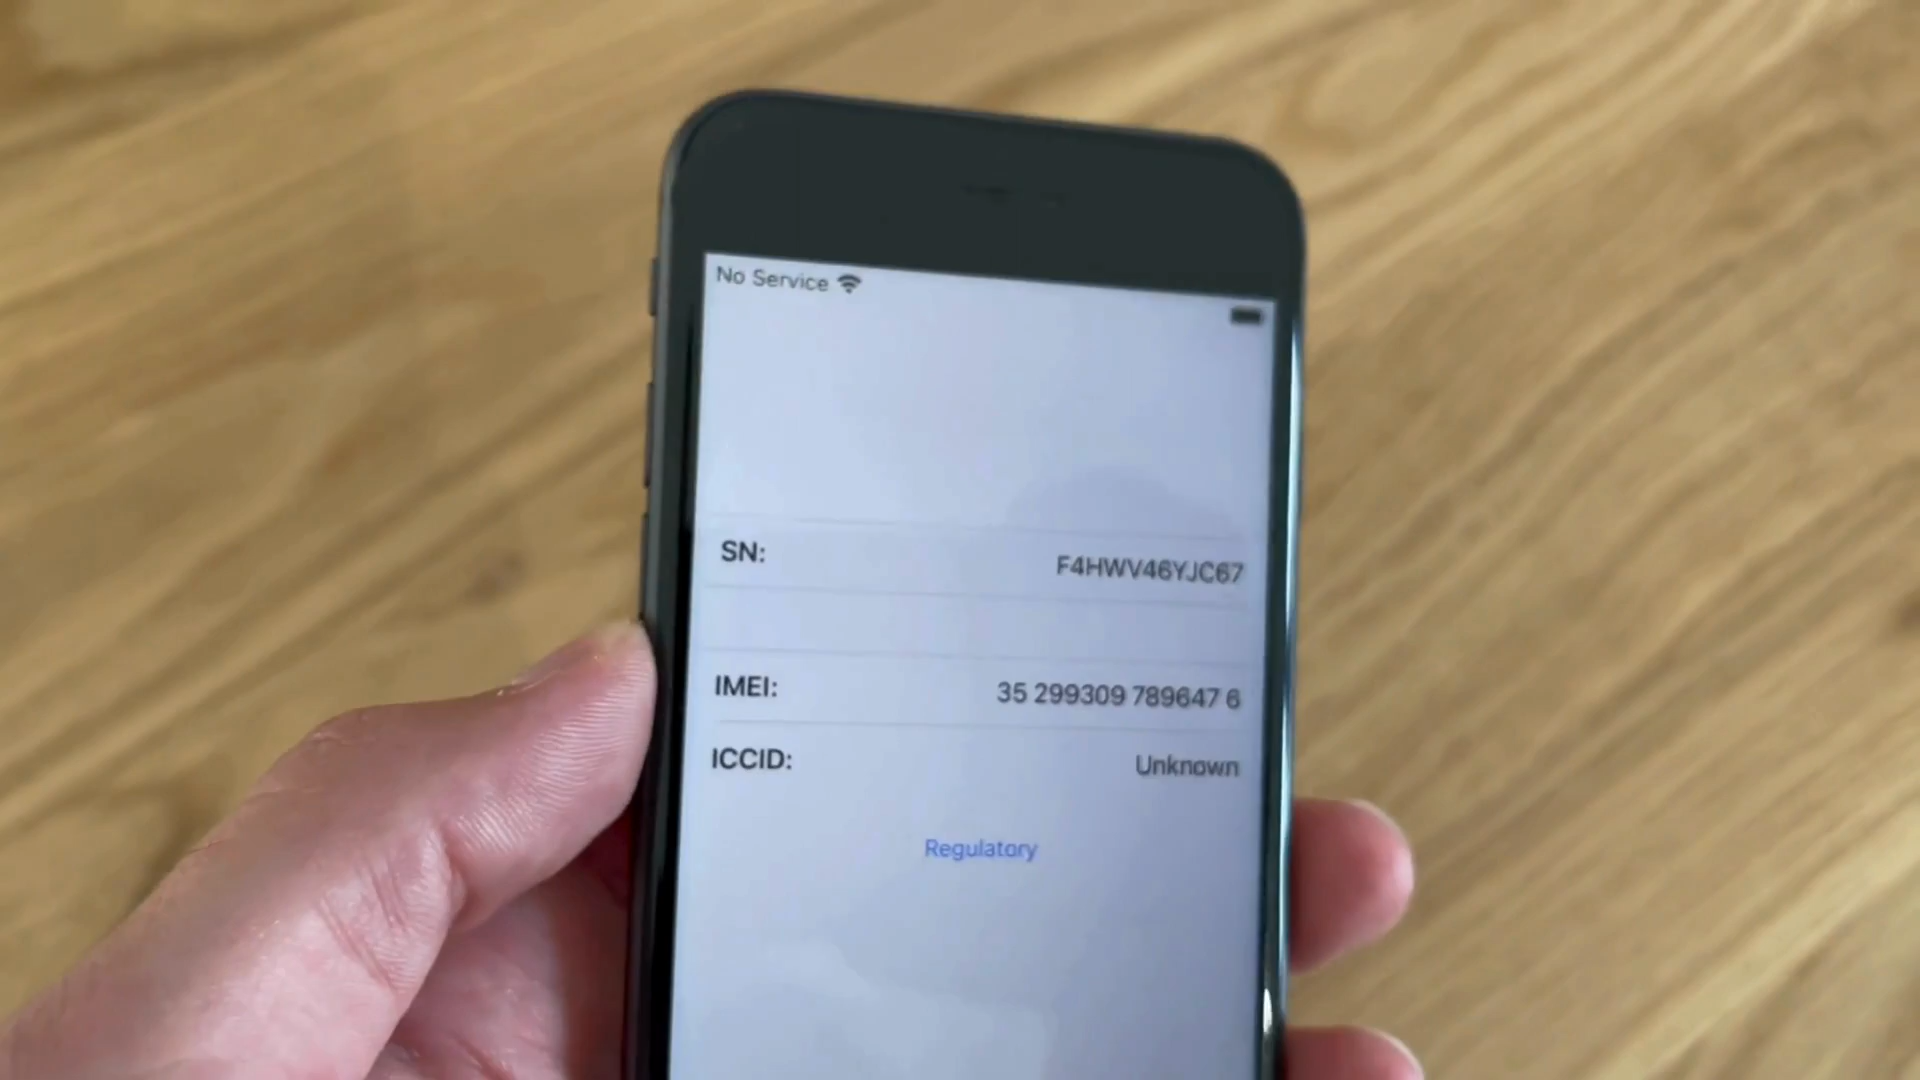 No Service
SN: F4HWV46YJC67
IMEI: 35 299309 789647 6
ICCID: Unknown
Regulatory